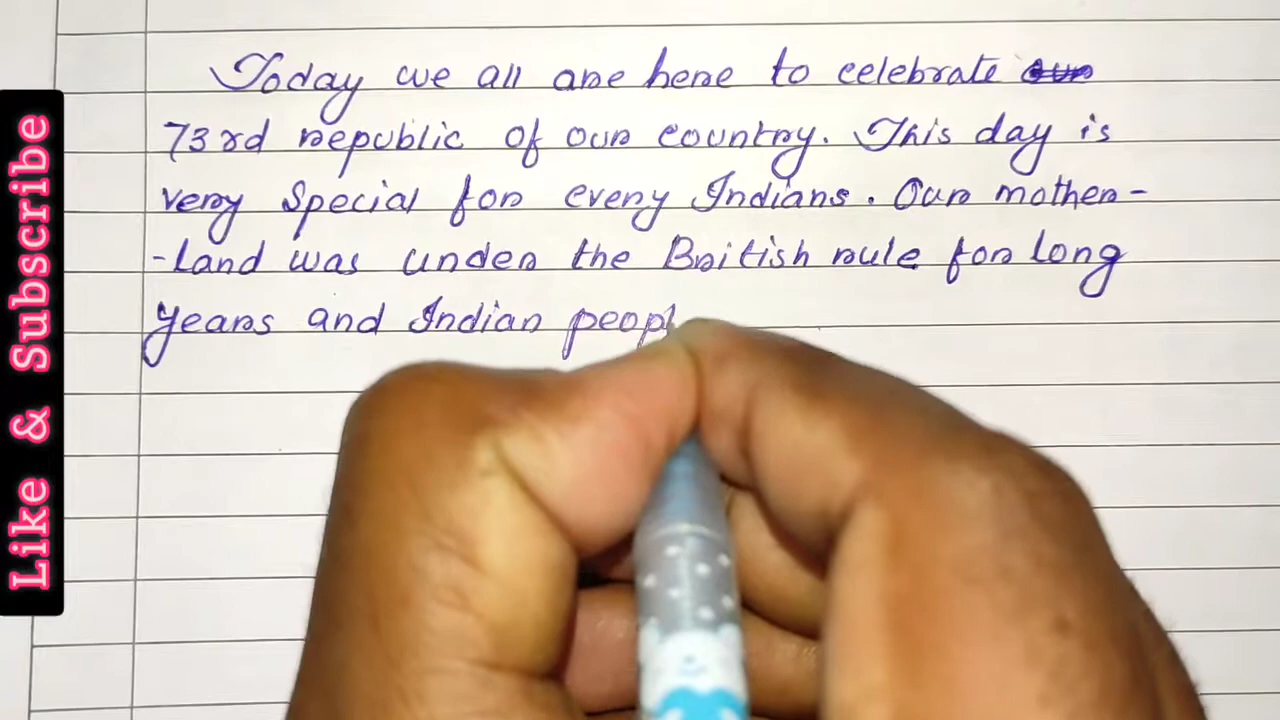 Today we all are here to celebrate
73rd republic of our country. This day is
very Special for every Indians. Our mother-
-land was under the British rule for long
years and Indian peopl
Like & Subscribe